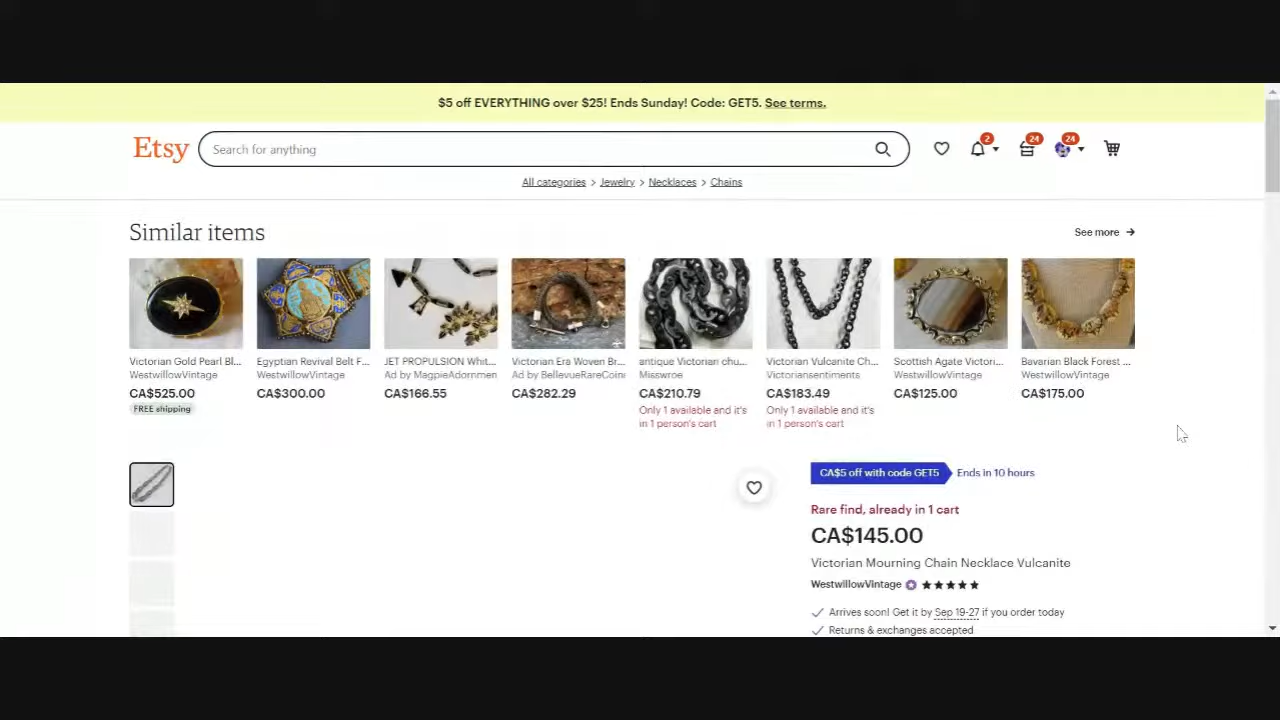 $5 off EVERYTHING over $25! Ends Sunday! Code: GET5. See terms.
Etsy
Search for anything
2
24
24
All categories > Jewelry > Necklaces > Chains
Similar items
See more →
Victorian Gold Pearl Bl...
WestwillowVintage
CA$525.00
FREE shipping
Egyptian Revival Belt F...
WestwillowVintage
CA$300.00
JET PROPULSION Whit...
Ad by MagpieAdornmen
CA$166.55
Victorian Era Woven Br...
Ad by BellevueRareCoins
CA$282.29
antique Victorian chu...
Misswroe
CA$210.79
Only 1 available and it's
in 1 person's cart
Victorian Vulcanite Ch...
Victoriansentiments
CA$183.49
Only 1 available and it's
in 1 person's cart
Scottish Agate Victori...
WestwillowVintage
CA$125.00
Bavarian Black Forest ...
WestwillowVintage
CA$175.00
CA$5 off with code GET5
Ends in 10 hours
Rare find, already in 1 cart
CA$145.00
Victorian Mourning Chain Necklace Vulcanite
WestwillowVintage
Arrives soon! Get it by Sep 19-27 if you order today
Returns & exchanges accepted